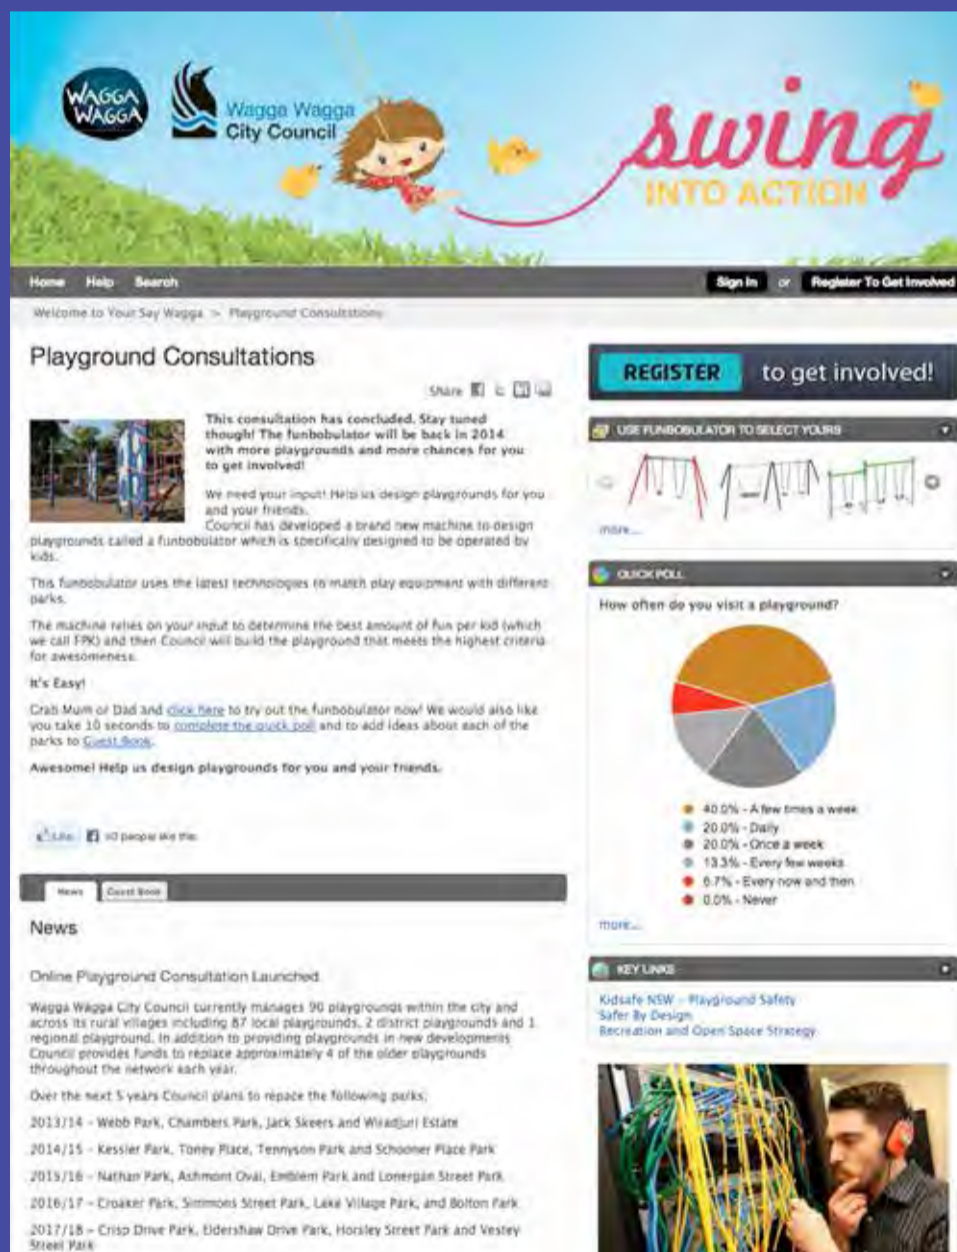 WAGGA
WAGGA
Wagga Wagga
City Council
swing
INTO ACTION
Home Help Search
Sign In or Register To Get Involved
Welcome to Your Say Wagga > Playground Consultations
Playground Consultations
Share
This consultation has concluded. Stay tuned
though! The funbobulator will be back in 2014
with more playgrounds and more chances for you
to get involved!
We need your input! Help us design playgrounds for you
and your friends.
Council has developed a brand new machine to design
playgrounds called a funbobulator which is specifically designed to be operated by
kids.
This funbobulator uses the latest technologies to match play equipment with different
parks.
The machine relies on your input to determine the best amount of fun per kid (which
we call FPK) and then Council will build the playground that meets the highest criteria
for awesomeness.
It's Easy!
Grab Mum or Dad and click here to try out the funbobulator now! We would also like
you take 10 seconds to complete the quick poll and to add ideas about each of the
parks to Guest Book.
Awesome! Help us design playgrounds for you and your friends.
Like people like this.
News Guest Book
News
Online Playground Consultation Launched
Wagga Wagga City Council currently manages 90 playgrounds within the city and
across its rural villages including 87 local playgrounds, 2 district playgrounds and 1
regional playground. In addition to providing playgrounds in new developments
Council provides funds to replace approximately 4 of the older playgrounds
throughout the network each year.
Over the next 5 years Council plans to repace the following parks.
2013/14 - Webb Park, Chambers Park, Jack Skeers and Wiradjuri Estate
2014/15 - Kessler Park, Toney Place, Tennyson Park and Schooner Place Park
2015/16 - Nathan Park, Ashmont Oval, Emblem Park and Lonergan Street Park
2016/17 - Croaker Park, Simmons Street Park, Lake Village Park, and Bolton Park
2017/18 - Crisp Drive Park, Eldershaw Drive Park, Horsley Street Park and Vestey
Street Park
REGISTER to get involved!
USE FUNBOBULATOR TO SELECT YOURS
more...
QUICK POLL
How often do you visit a playground?
40.0% - A few times a week
20.0% - Daily
20.0% - Once a week
13.3% - Every few weeks
6.7% - Every now and then
0.0% - Never
more...
KEY LINKS
Kidsafe NSW - Playground Safety
Safer By Design
Recreation and Open Space Strategy